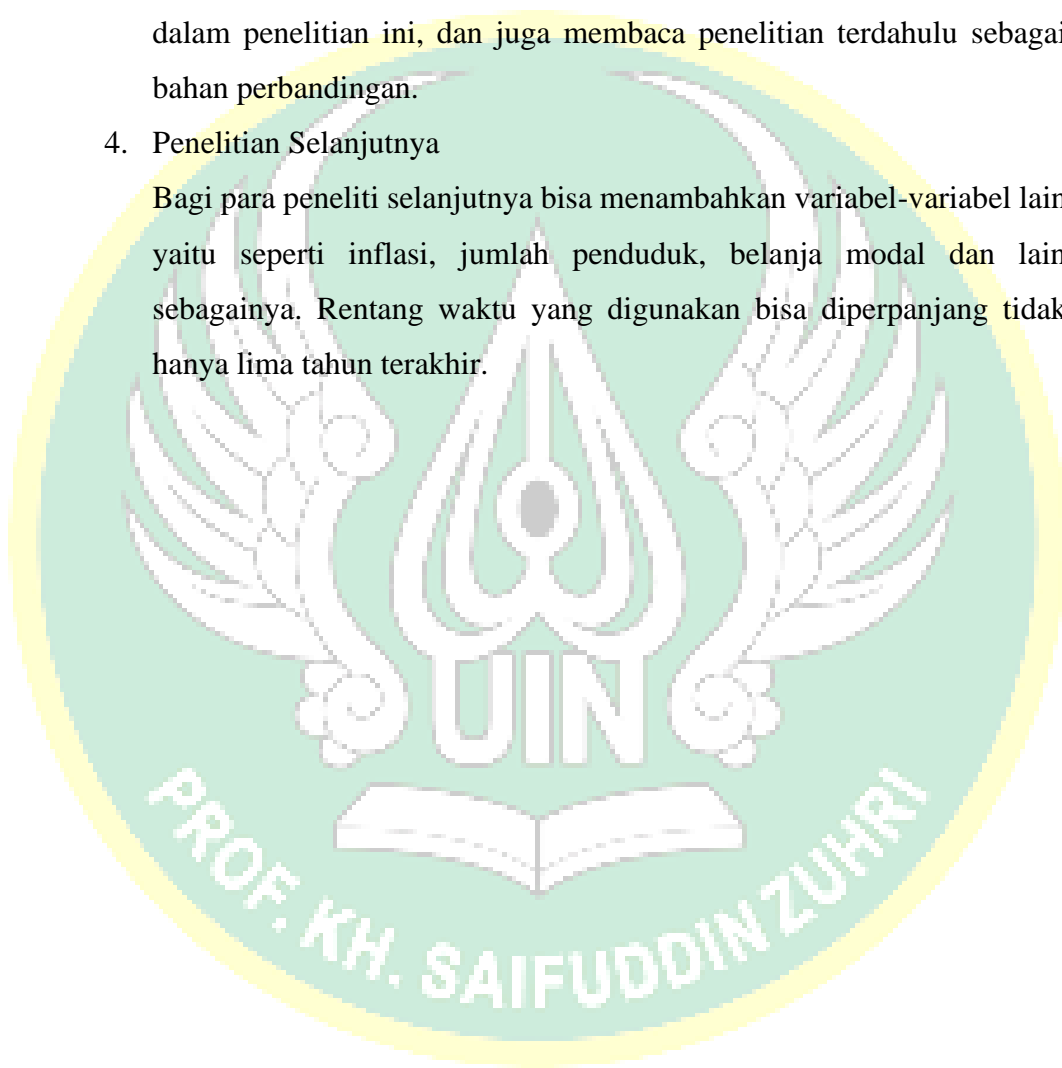 dalam penelitian ini, dan juga membaca penelitian terdahulu sebagai
bahan perbandingan.
4. Penelitian Selanjutnya
Bagi para peneliti selanjutnya bisa menambahkan variabel-variabel lain
yaitu seperti inflasi, jumlah penduduk, belanja modal dan lain
sebagainya. Rentang waktu yang digunakan bisa diperpanjang tidak
hanya lima tahun terakhir.
UIN
PROF. KH. SAIFUDDIN ZUHRI